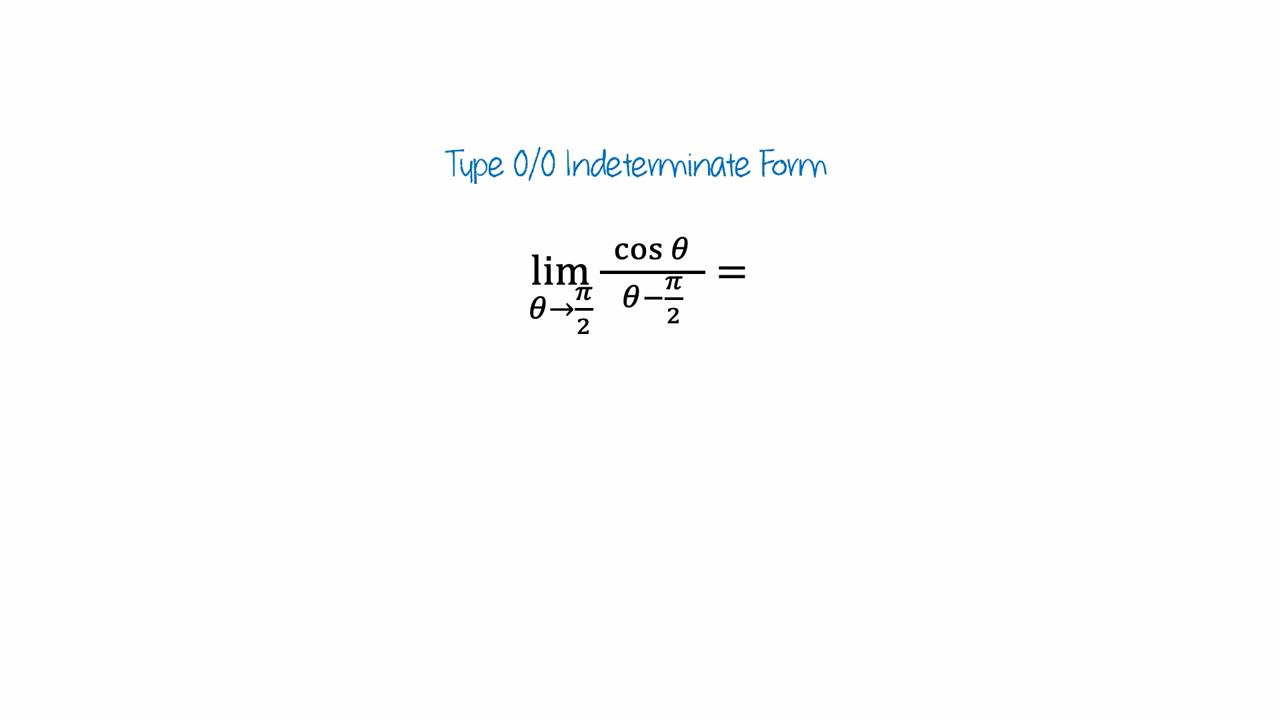 Type 0/0 Indeterminate Form
lim θ→π/2 cos θ / θ−π/2 =